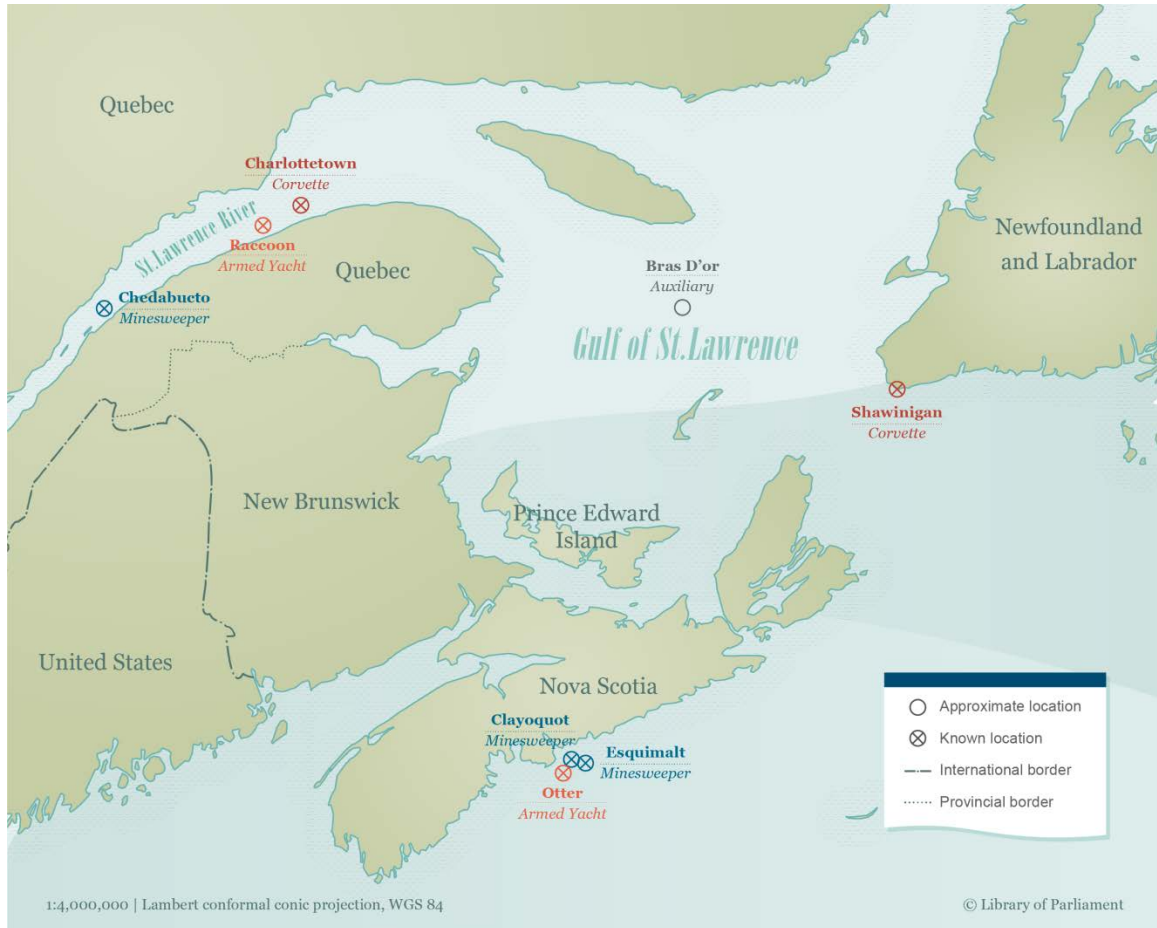 Quebec
Charlottetown
Corvette
St.Lawrence River
Raccoon
Armed Yacht
Quebec
Chedabucto
Minesweeper
Bras D'or
Auxiliary
Gulf of St.Lawrence
Newfoundland
and Labrador
Shawinigan
Corvette
New Brunswick
Prince Edward
Island
United States
Nova Scotia
Clayoquot
Minesweeper
Esquimalt
Minesweeper
Otter
Armed Yacht
Approximate location
Known location
International border
Provincial border
1:4,000,000 | Lambert conformal conic projection, WGS 84
© Library of Parliament